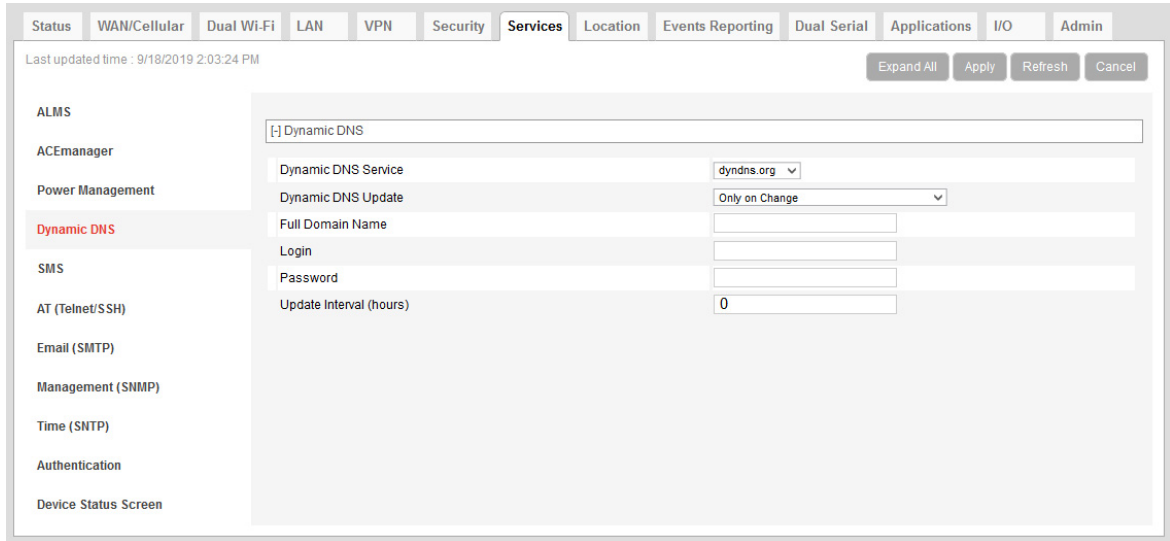 Status WAN/Cellular Dual Wi-Fi LAN VPN Security Services Location Events Reporting Dual Serial Applications I/O Admin
Last updated time : 9/18/2019 2:03:24 PM
Expand All Apply Refresh Cancel
ALMS
ACEmanager
Power Management
Dynamic DNS
SMS
AT (Telnet/SSH)
Email (SMTP)
Management (SNMP)
Time (SNTP)
Authentication
Device Status Screen
[-] Dynamic DNS
Dynamic DNS Service dyndns.org
Dynamic DNS Update Only on Change
Full Domain Name
Login
Password
Update Interval (hours) 0